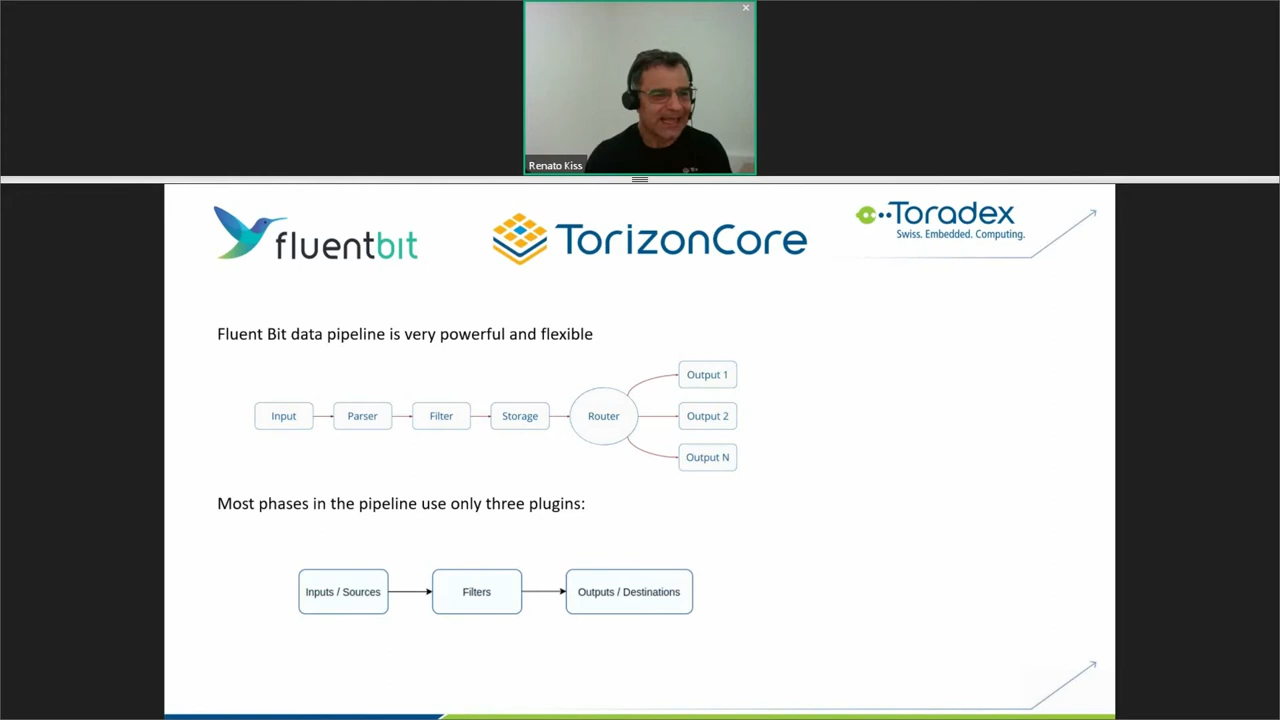 Renato Kiss
fluentbit
TorizonCore
Toradex
Swiss. Embedded. Computing.
Fluent Bit data pipeline is very powerful and flexible
Input
Parser
Filter
Storage
Router
Output 1
Output 2
Output N
Most phases in the pipeline use only three plugins:
Inputs / Sources
Filters
Outputs / Destinations